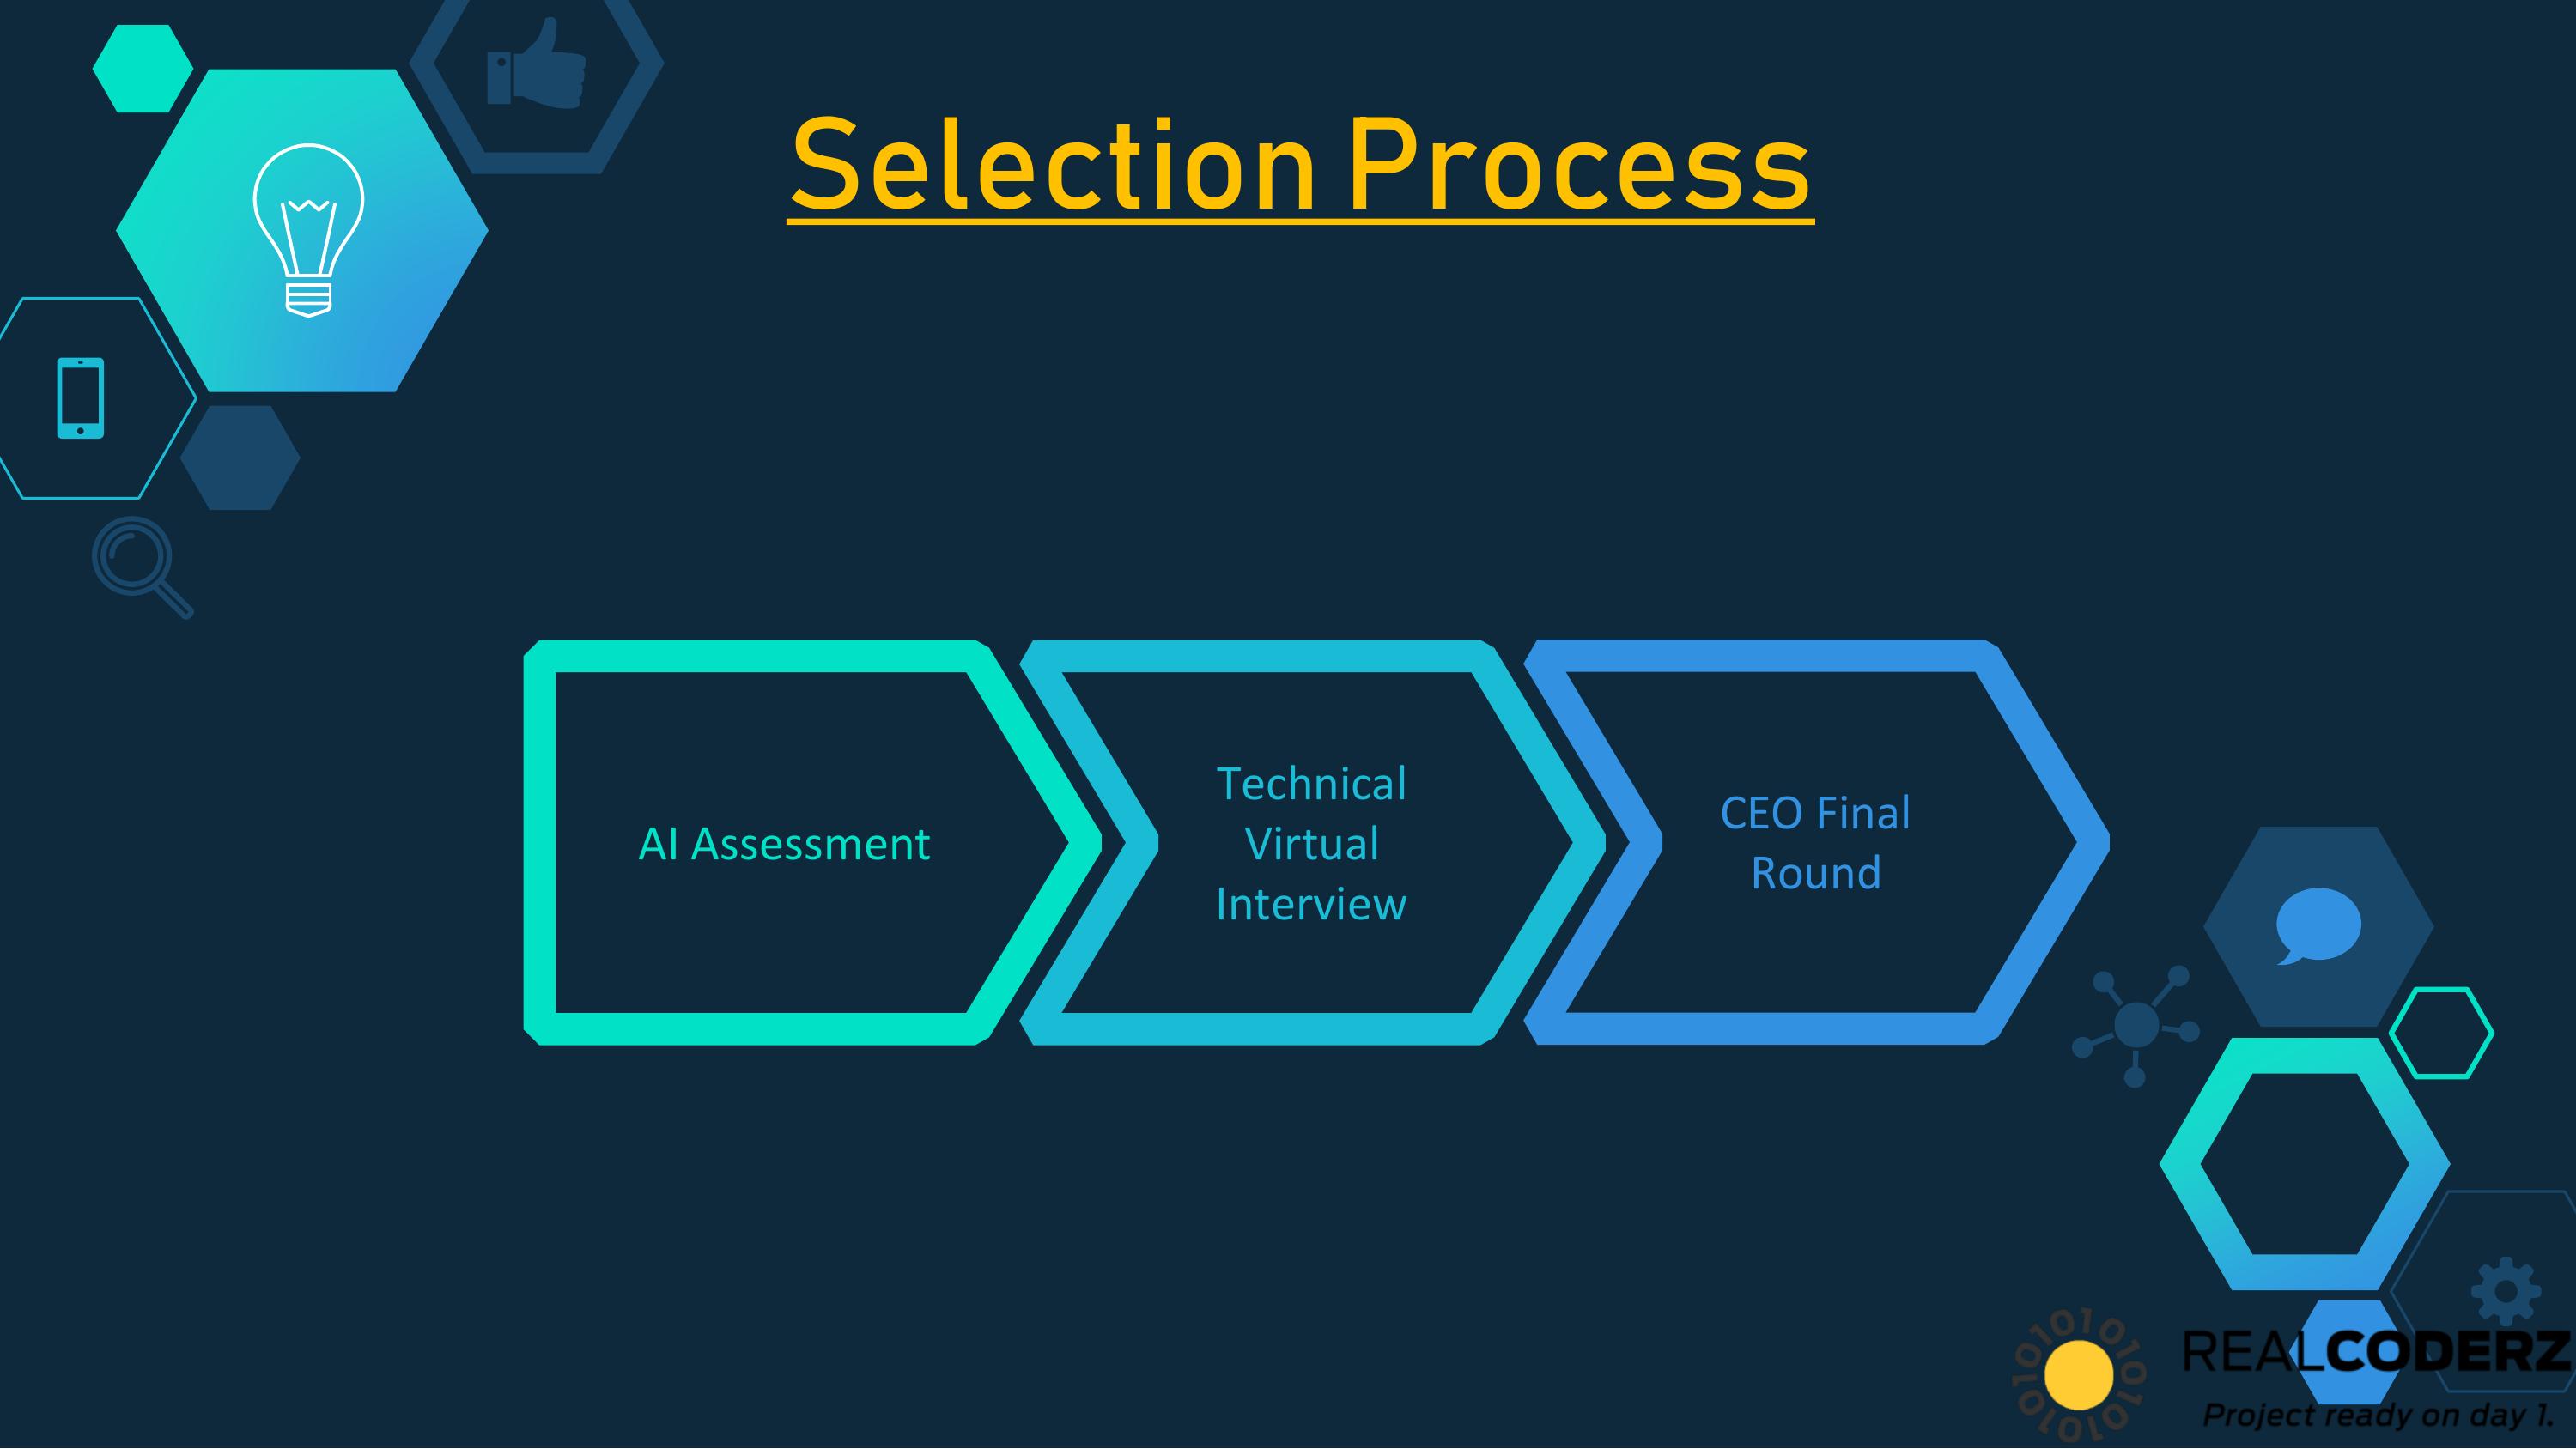 Selection Process
AI Assessment
Technical
Virtual
Interview
CEO Final
Round
REALCODERZ
Project ready on day 1.